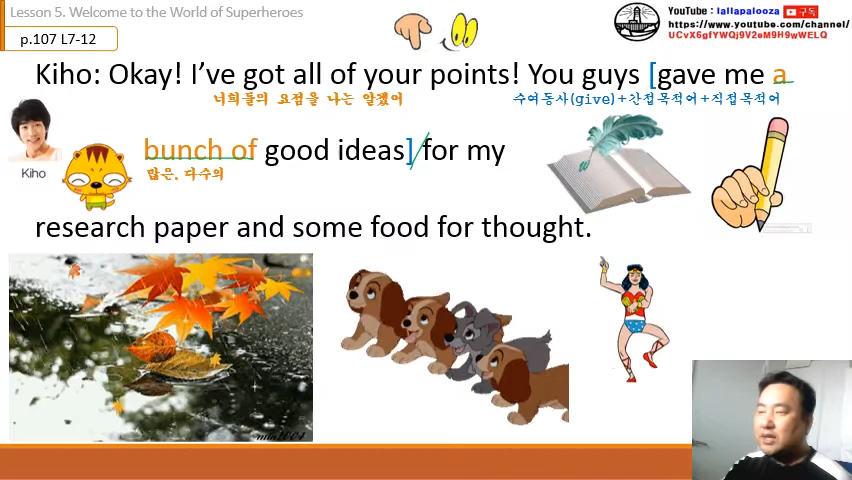 Lesson 5. Welcome to the World of Superheroes
YouTube : lallapalooza 구독
https://www.youtube.com/channel/
UCvX6gfYWQj9V2eM9H9wWELQ
p.107 L7-12
Kiho: Okay! I've got all of your points! You guys [gave me a
너희들의 요점을 나는 알겠어
수여동사(give)+간접목적어+직접목적어
bunch of good ideas] for my
많은. 다수의
Kiho
research paper and some food for thought.